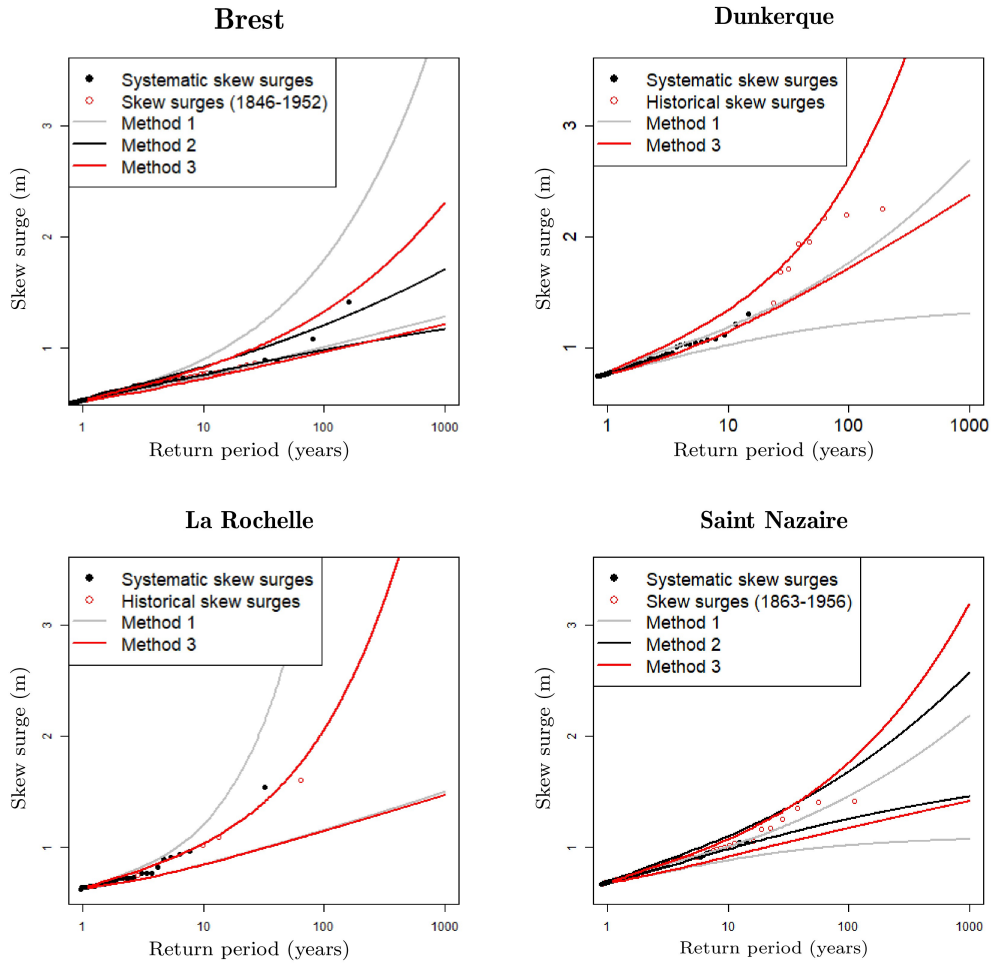 Brest
Systematic skew surges
Skew surges (1846-1952)
Method 1
Method 2
Method 3
Skew surge (m)
3
2
1
1 10 100 1000
Return period (years)
Dunkerque
Systematic skew surges
Historical skew surges
Method 1
Method 3
Skew surge (m)
3
2
1
1 10 100 1000
Return period (years)
La Rochelle
Systematic skew surges
Historical skew surges
Method 1
Method 3
Skew surge (m)
3
2
1
1 10 100 1000
Return period (years)
Saint Nazaire
Systematic skew surges
Skew surges (1863-1956)
Method 1
Method 2
Method 3
Skew surge (m)
3
2
1
1 10 100 1000
Return period (years)